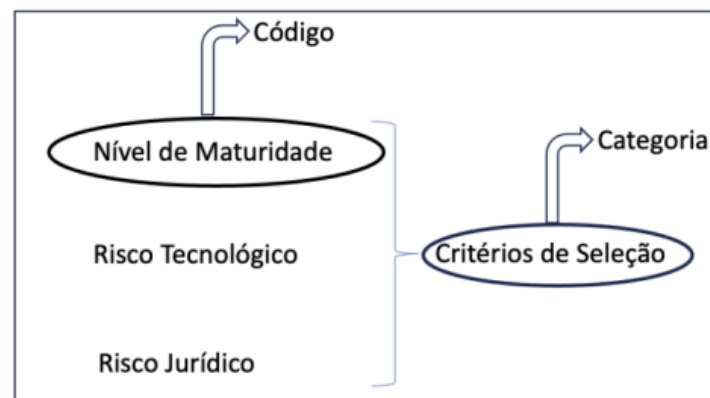 Código
Nível de Maturidade
Categoria
Risco Tecnológico
Critérios de Seleção
Risco Jurídico